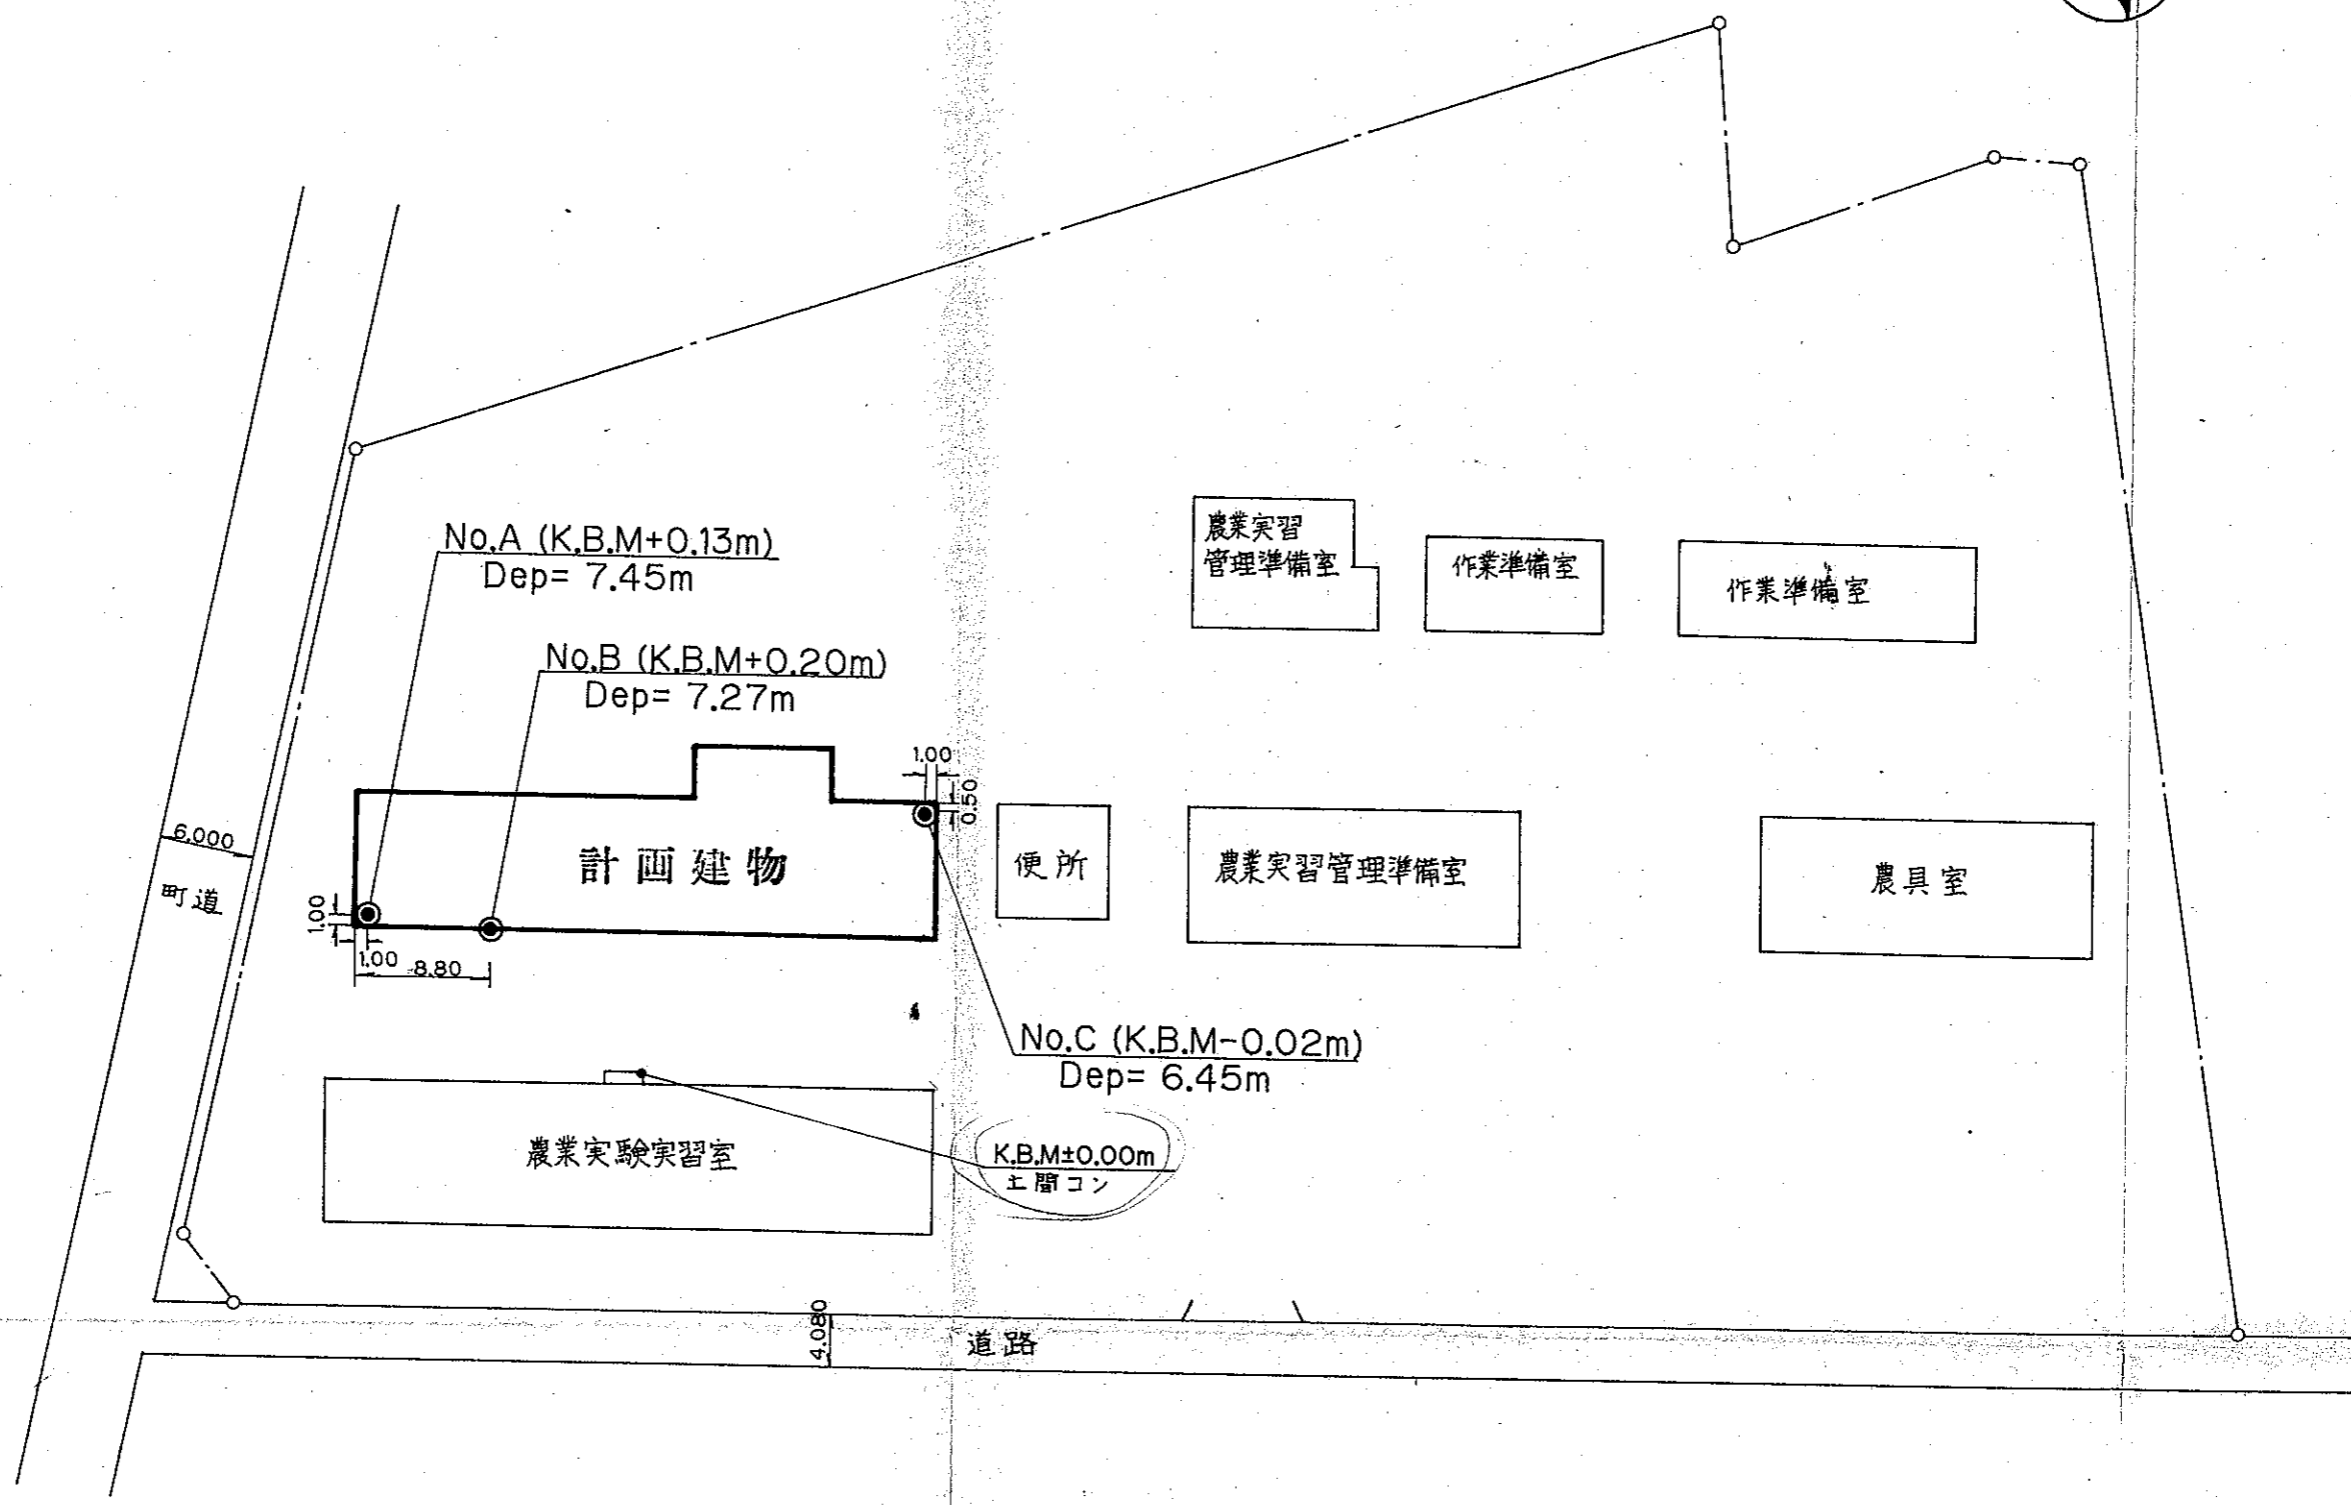 No.A (K.B.M+0.13m)
Dep= 7.45m
No.B (K.B.M+0.20m)
Dep= 7.27m
農業実習
管理準備室
作業準備室
作業準備室
1.00
0.50
6.000
町道
計画建物
便所
農業実習管理準備室
農具室
1.00
1.00
8.80
No.C (K.B.M-0.02m)
Dep= 6.45m
農業実験実習室
K.B.M±0.00m
土間コン
4.080
道路